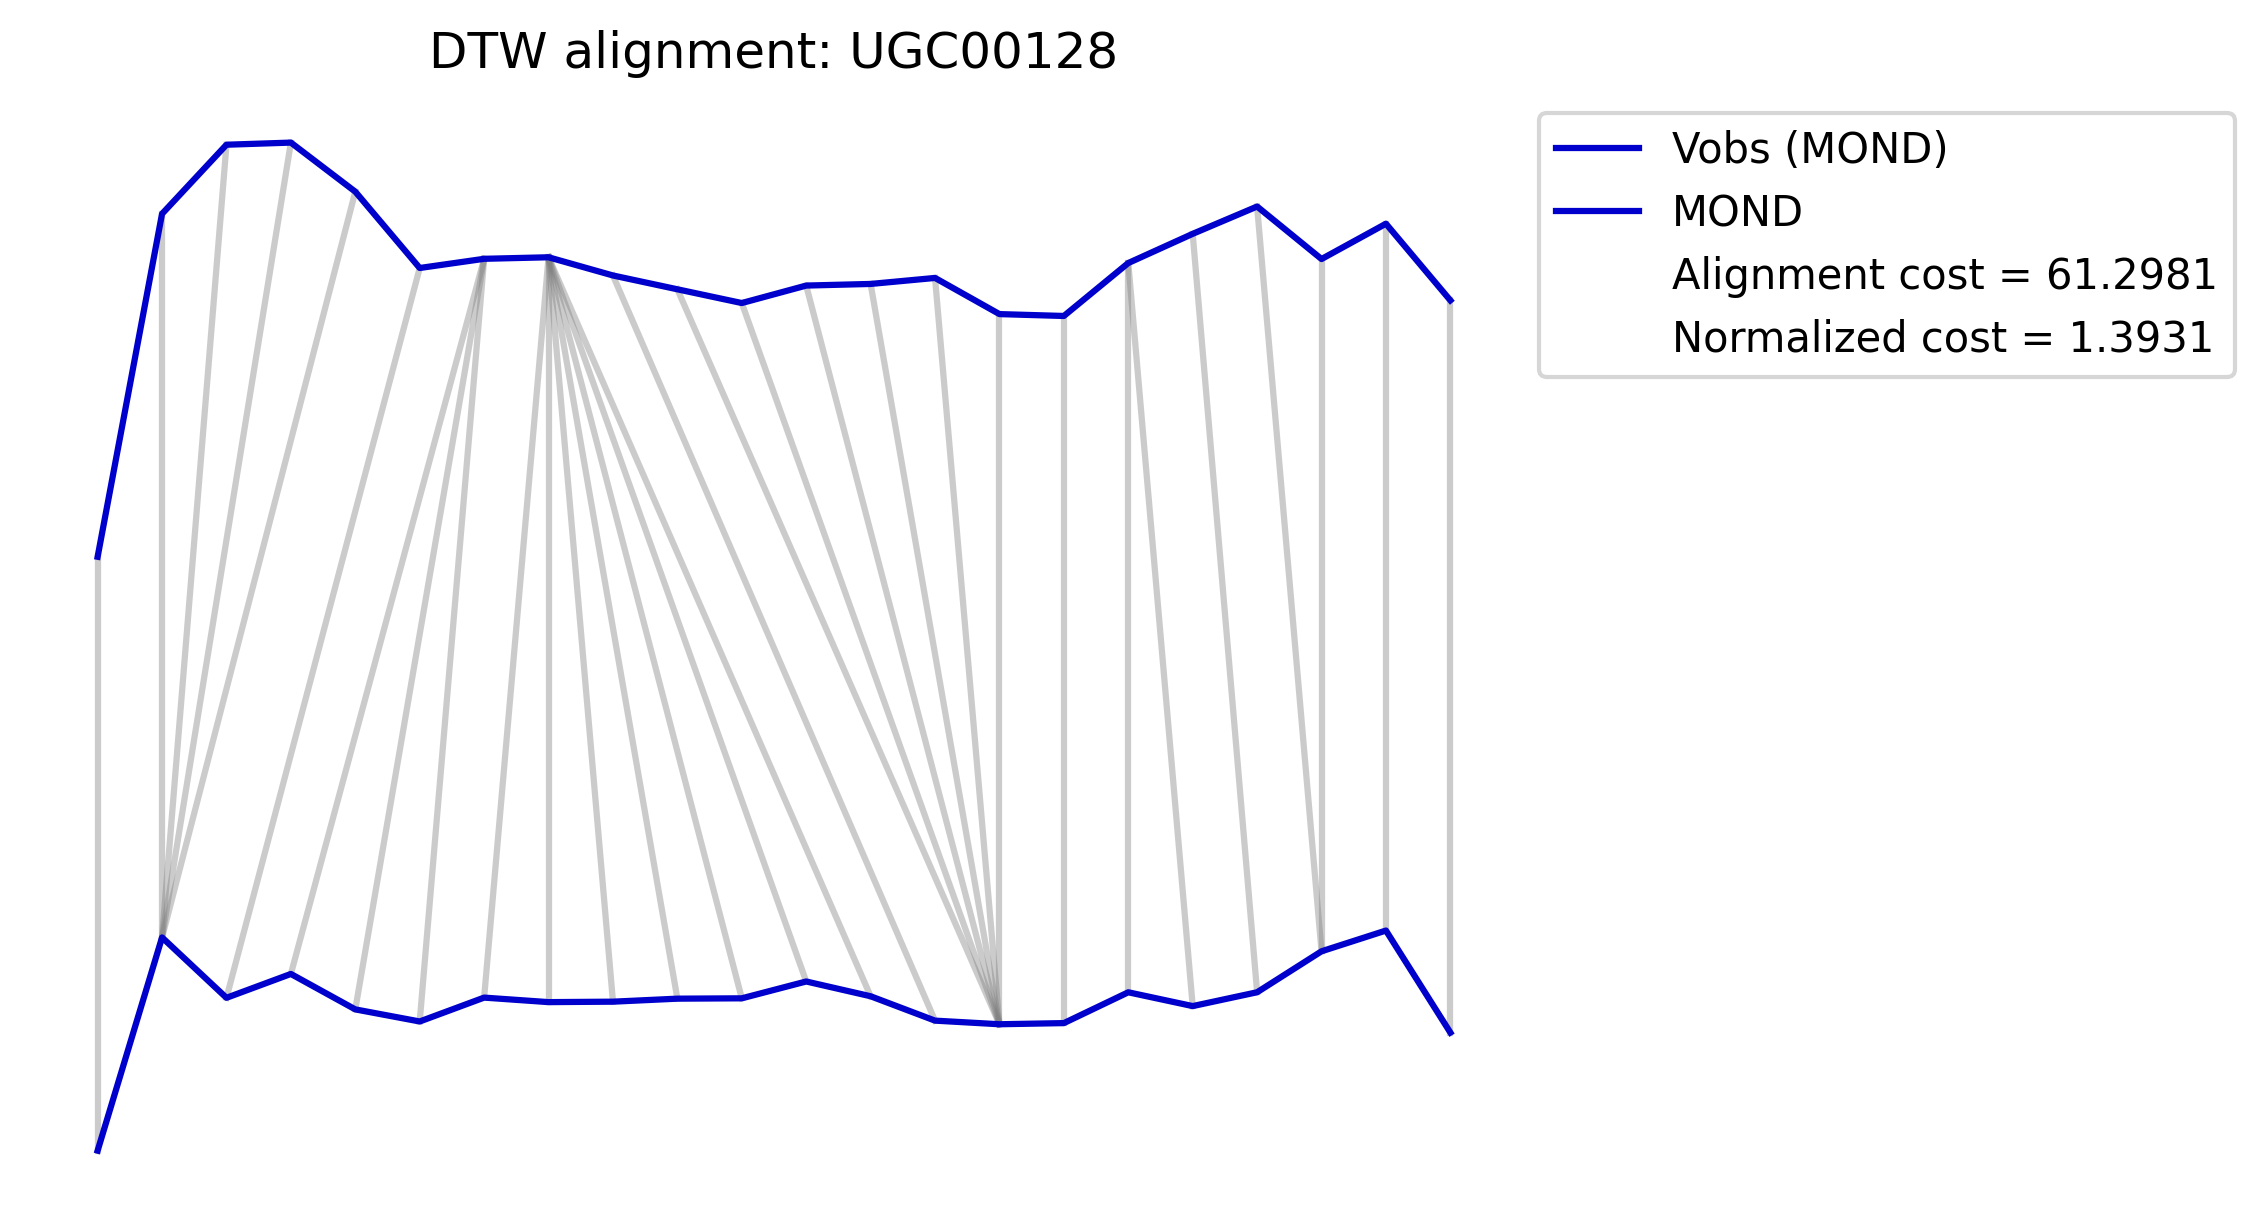 DTW alignment: UGC00128
Vobs (MOND)
MOND
Alignment cost = 61.2981
Normalized cost = 1.3931